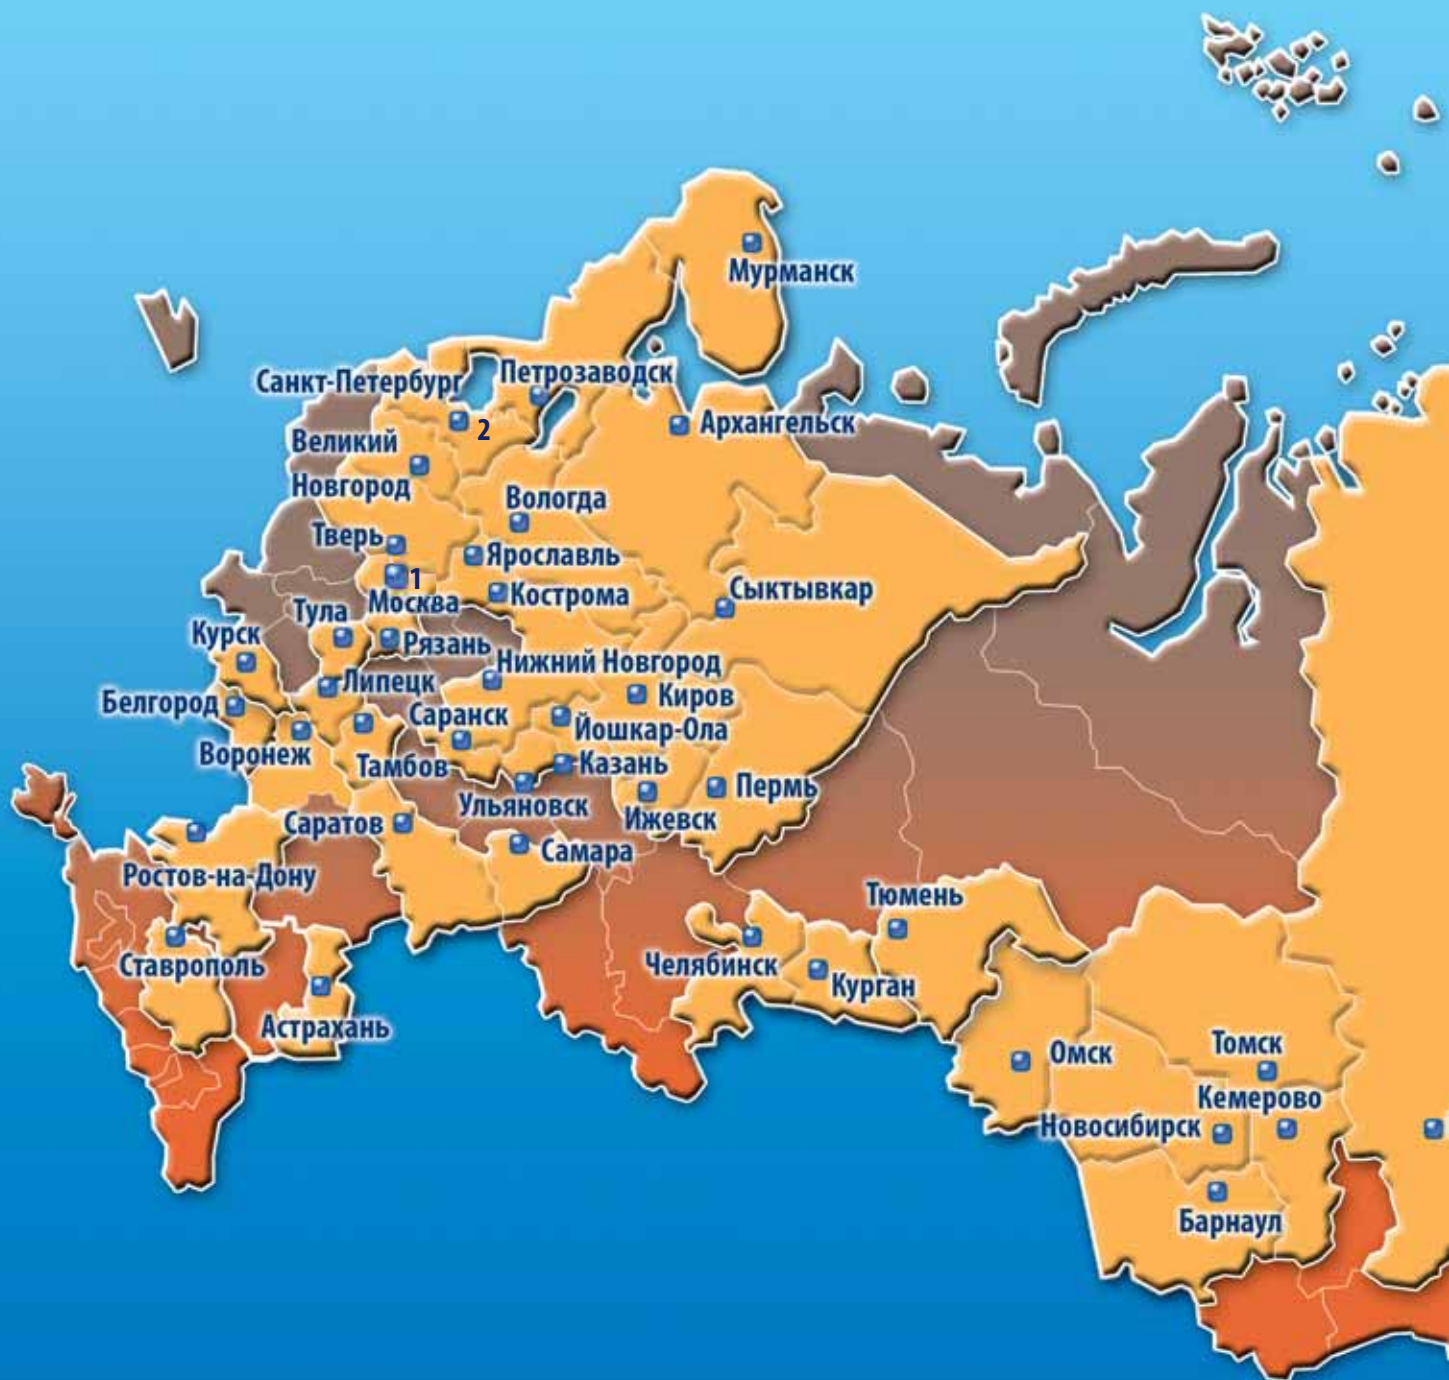 Мурманск
Санкт-Петербург
Петрозаводск
2
Архангельск
Великий
Новгород
Вологда
Тверь
Ярославль
1
Москва
Кострома
Сыктывкар
Тула
Курск
Рязань
Нижний Новгород
Липецк
Киров
Белгород
Саранск
Йошкар-Ола
Воронеж
Тамбов
Казань
Пермь
Ульяновск
Ижевск
Саратов
Самара
Ростов-на-Дону
Тюмень
Ставрополь
Челябинск
Курган
Астрахань
Омск
Томск
Кемерово
Новосибирск
Барнаул